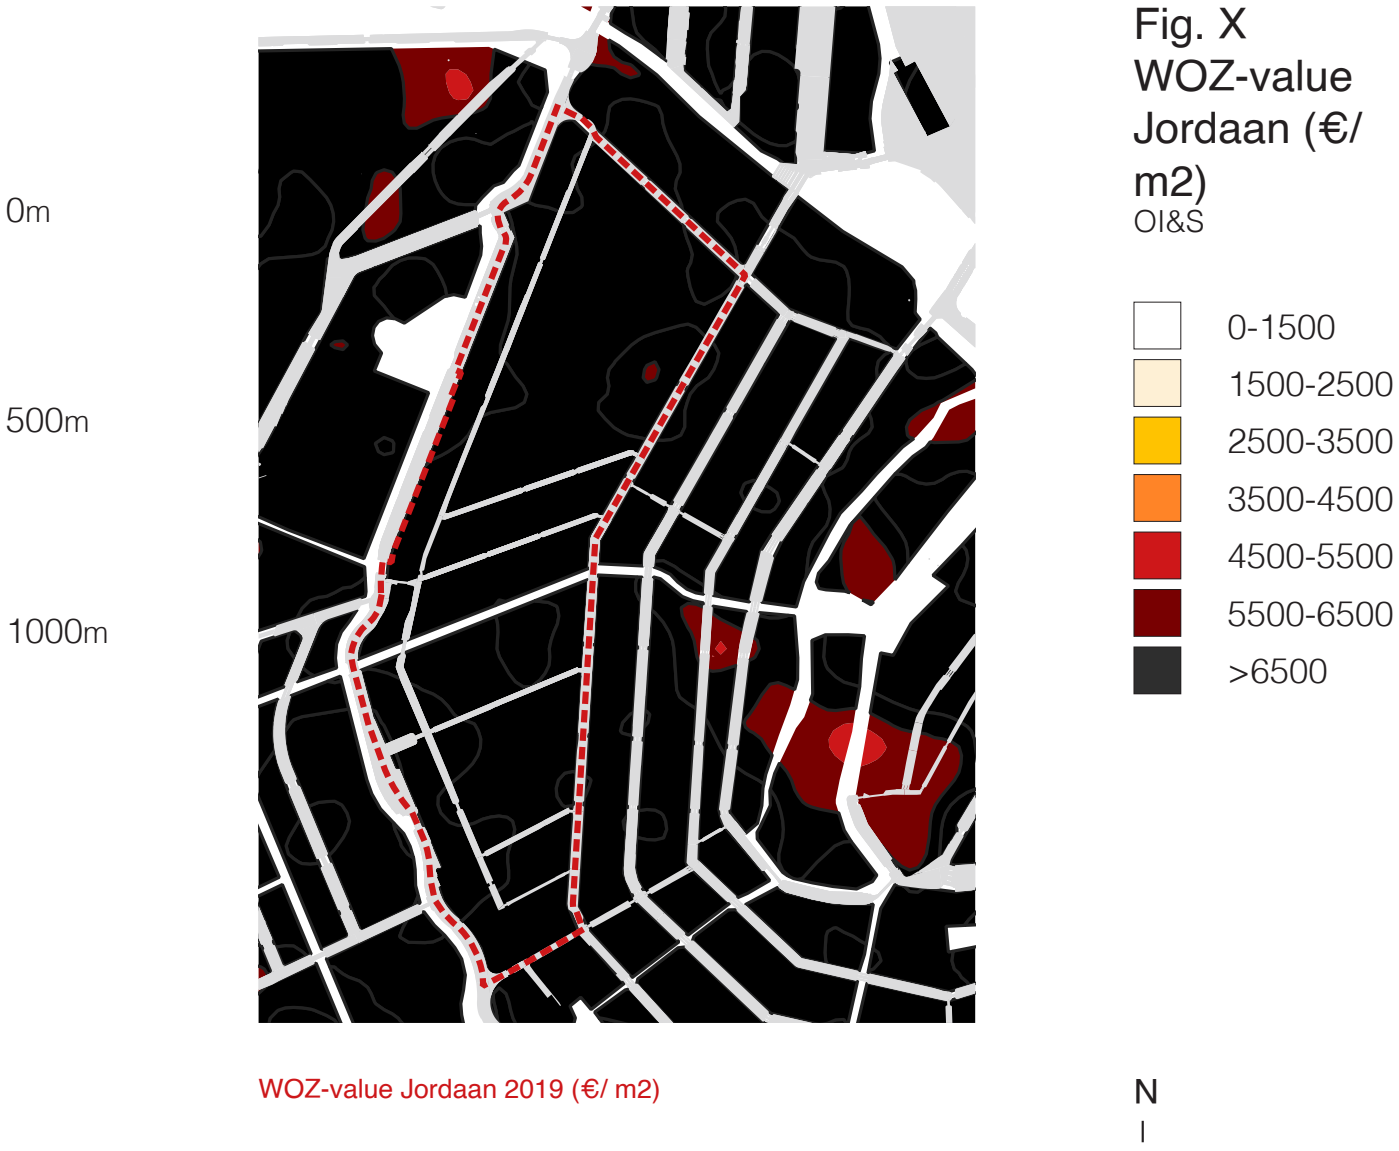 Fig. X
WOZ-value
Jordaan (€/
m2)
OI&S
0m
500m
1000m
0-1500
1500-2500
2500-3500
3500-4500
4500-5500
5500-6500
>6500
WOZ-value Jordaan 2019 (€/ m2)
N
|